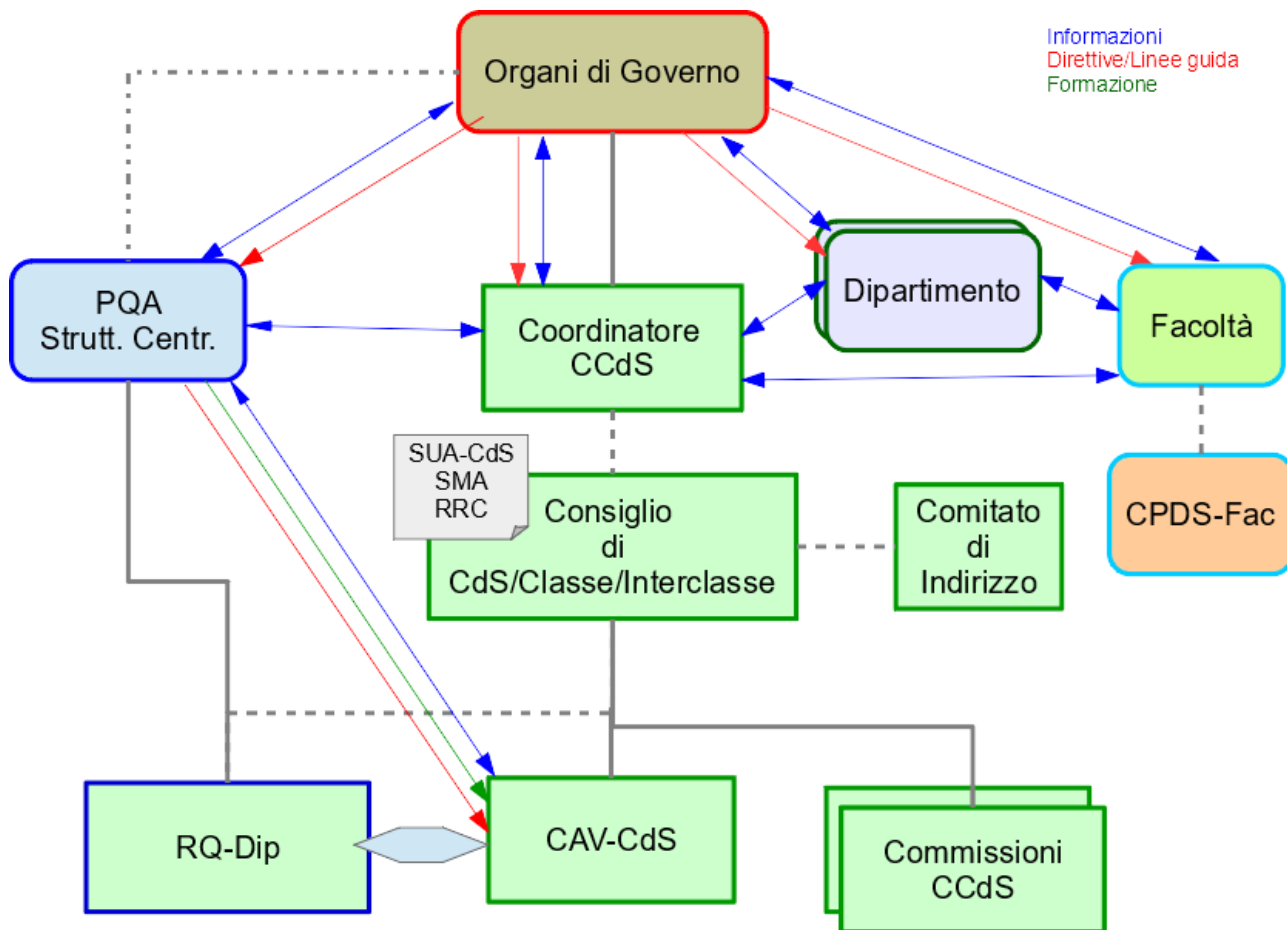 Organi di Governo
Informazioni
Direttive/Linee guida
Formazione
PQA
Strutt. Centr.
Coordinatore
CCdS
Dipartimento
Facoltà
SUA-CdS
SMA
RRC
Consiglio
di
CdS/Classe/Interclasse
Comitato
di
Indirizzo
CPDS-Fac
RQ-Dip
CAV-CdS
Commissioni
CCdS